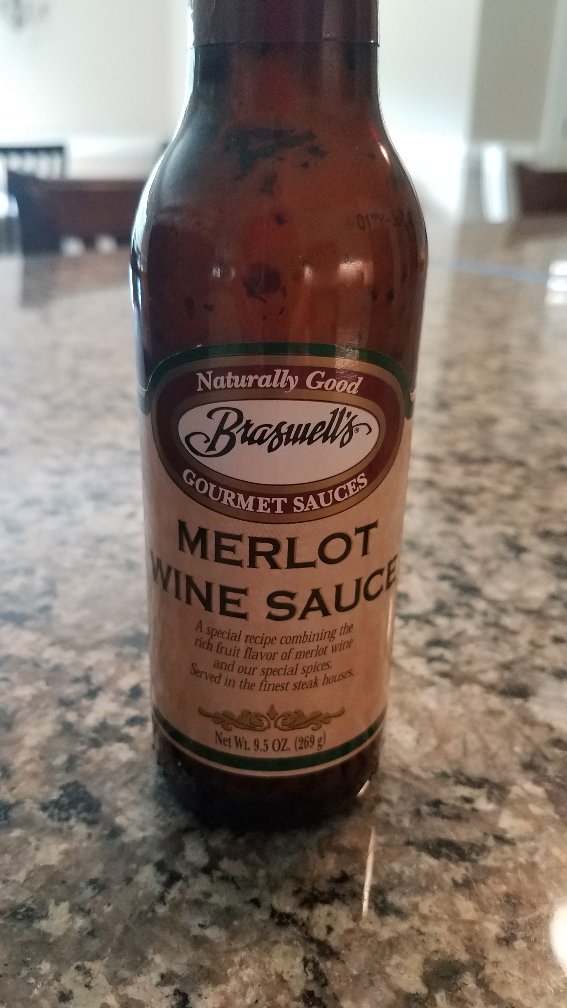 Naturally Good
Braswell's®
GOURMET SAUCES
MERLOT
WINE SAUCE
A special recipe combining the
rich fruit flavor of merlot wine
and our special spices.
Served in the finest steak houses.
Net Wt. 9.5 OZ. (269 g)